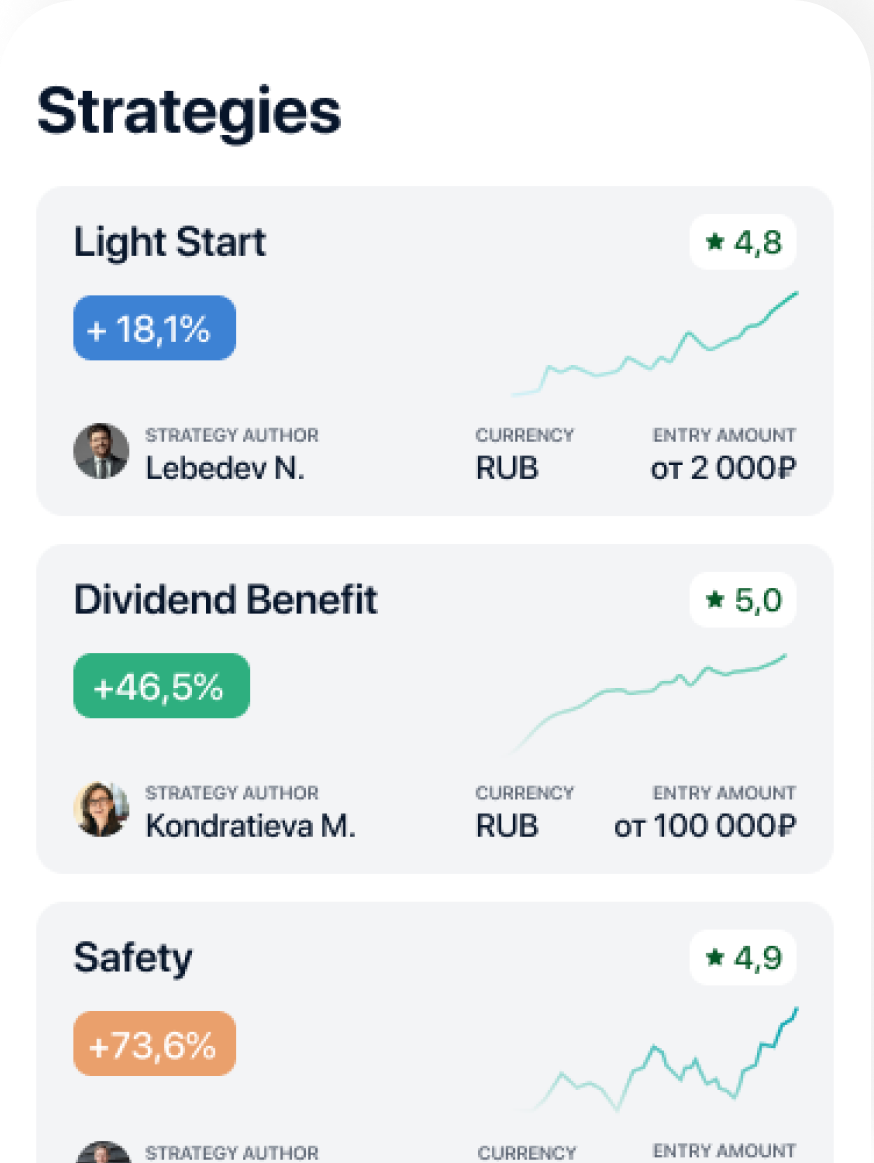 Strategies
Light Start
★ 4,8
+ 18,1%
STRATEGY AUTHOR
Lebedev N.
CURRENCY
RUB
ENTRY AMOUNT
от 2 000₽
Dividend Benefit
★ 5,0
+46,5%
STRATEGY AUTHOR
Kondratieva M.
CURRENCY
RUB
ENTRY AMOUNT
от 100 000₽
Safety
★ 4,9
+73,6%
STRATEGY AUTHOR
CURRENCY
ENTRY AMOUNT